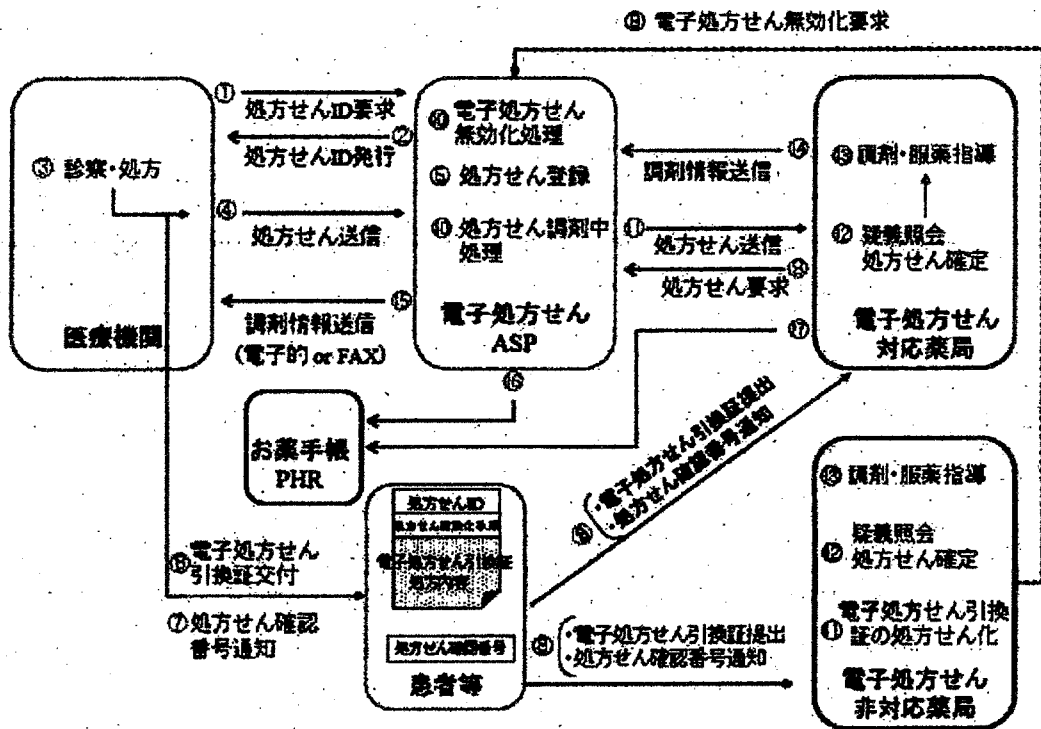 ⑨ 電子処方せん無効化要求
① 処方せんID要求
② 処方せんID発行
③ 診察・処方
④ 処方せん送信
⑮ 調剤情報送信
(電子的 or FAX)
医療機関
⑩ 電子処方せん
無効化処理
⑤ 処方せん登録
⑩ 処方せん調剤中
処理
電子処方せん
ASP
⑭ 調剤情報送信
⑪ 処方せん送信
⑨ 処方せん要求
⑰
⑬ 調剤・服薬指導
⑫ 疑義照会
処方せん確定
電子処方せん
対応薬局
⑯
お薬手帳
PHR
⑧ ・電子処方せん引換証提出
・処方せん確認番号通知
⑬ 調剤・服薬指導
⑫ 疑義照会
処方せん確定
⑪ 電子処方せん引換
証の処方せん化
電子処方せん
非対応薬局
⑥ 電子処方せん
引換証交付
⑦ 処方せん確認
番号通知
処方せんID
電子処方せん引換証
処方内容
処方せん確認番号
患者等
⑧ ・電子処方せん引換証提出
・処方せん確認番号通知